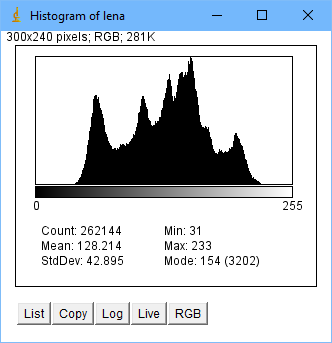 Histogram of lena
300x240 pixels; RGB; 281K
0 255
Count: 262144 Min: 31
Mean: 128.214 Max: 233
StdDev: 42.895 Mode: 154 (3202)
List Copy Log Live RGB